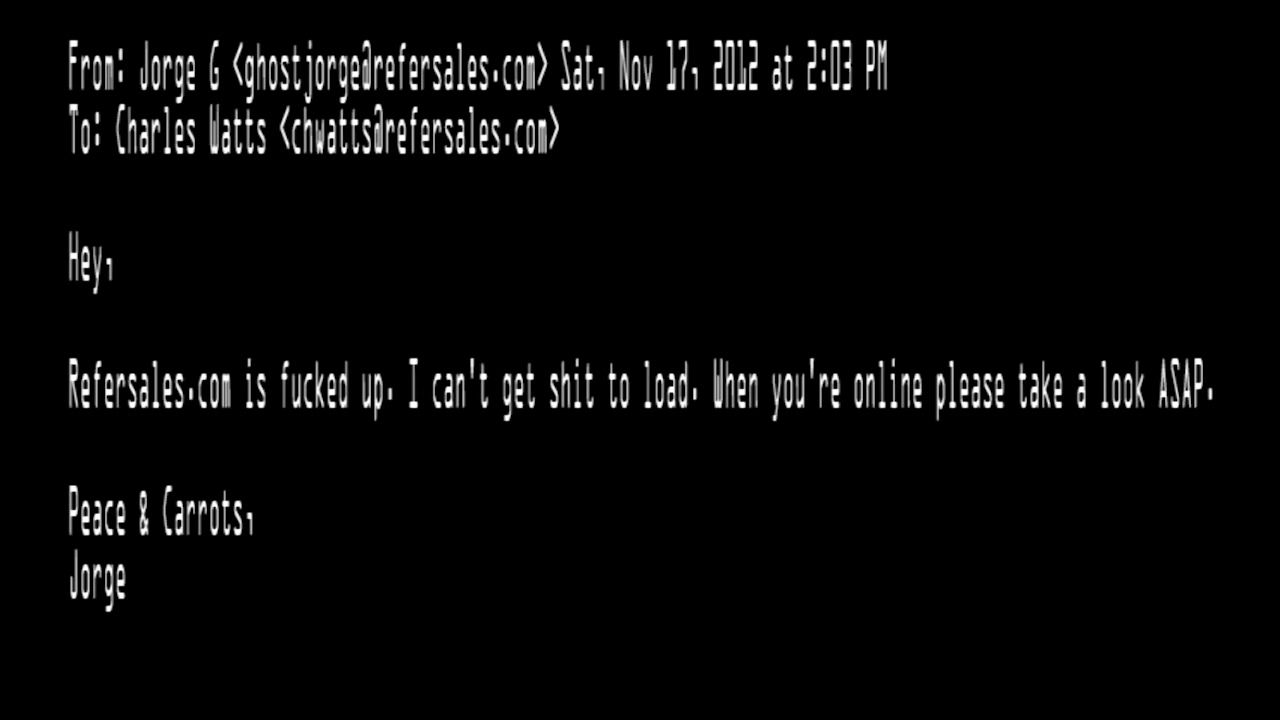 From: Jorge G <ghostjorge@refersales.com> Sat, Nov 17, 2012 at 2:03 PM
To: Charles Watts <chwatts@refersales.com>
Hey,
Refersales.com is fucked up. I can't get shit to load. When you're online please take a look ASAP.
Peace & Carrots,
Jorge